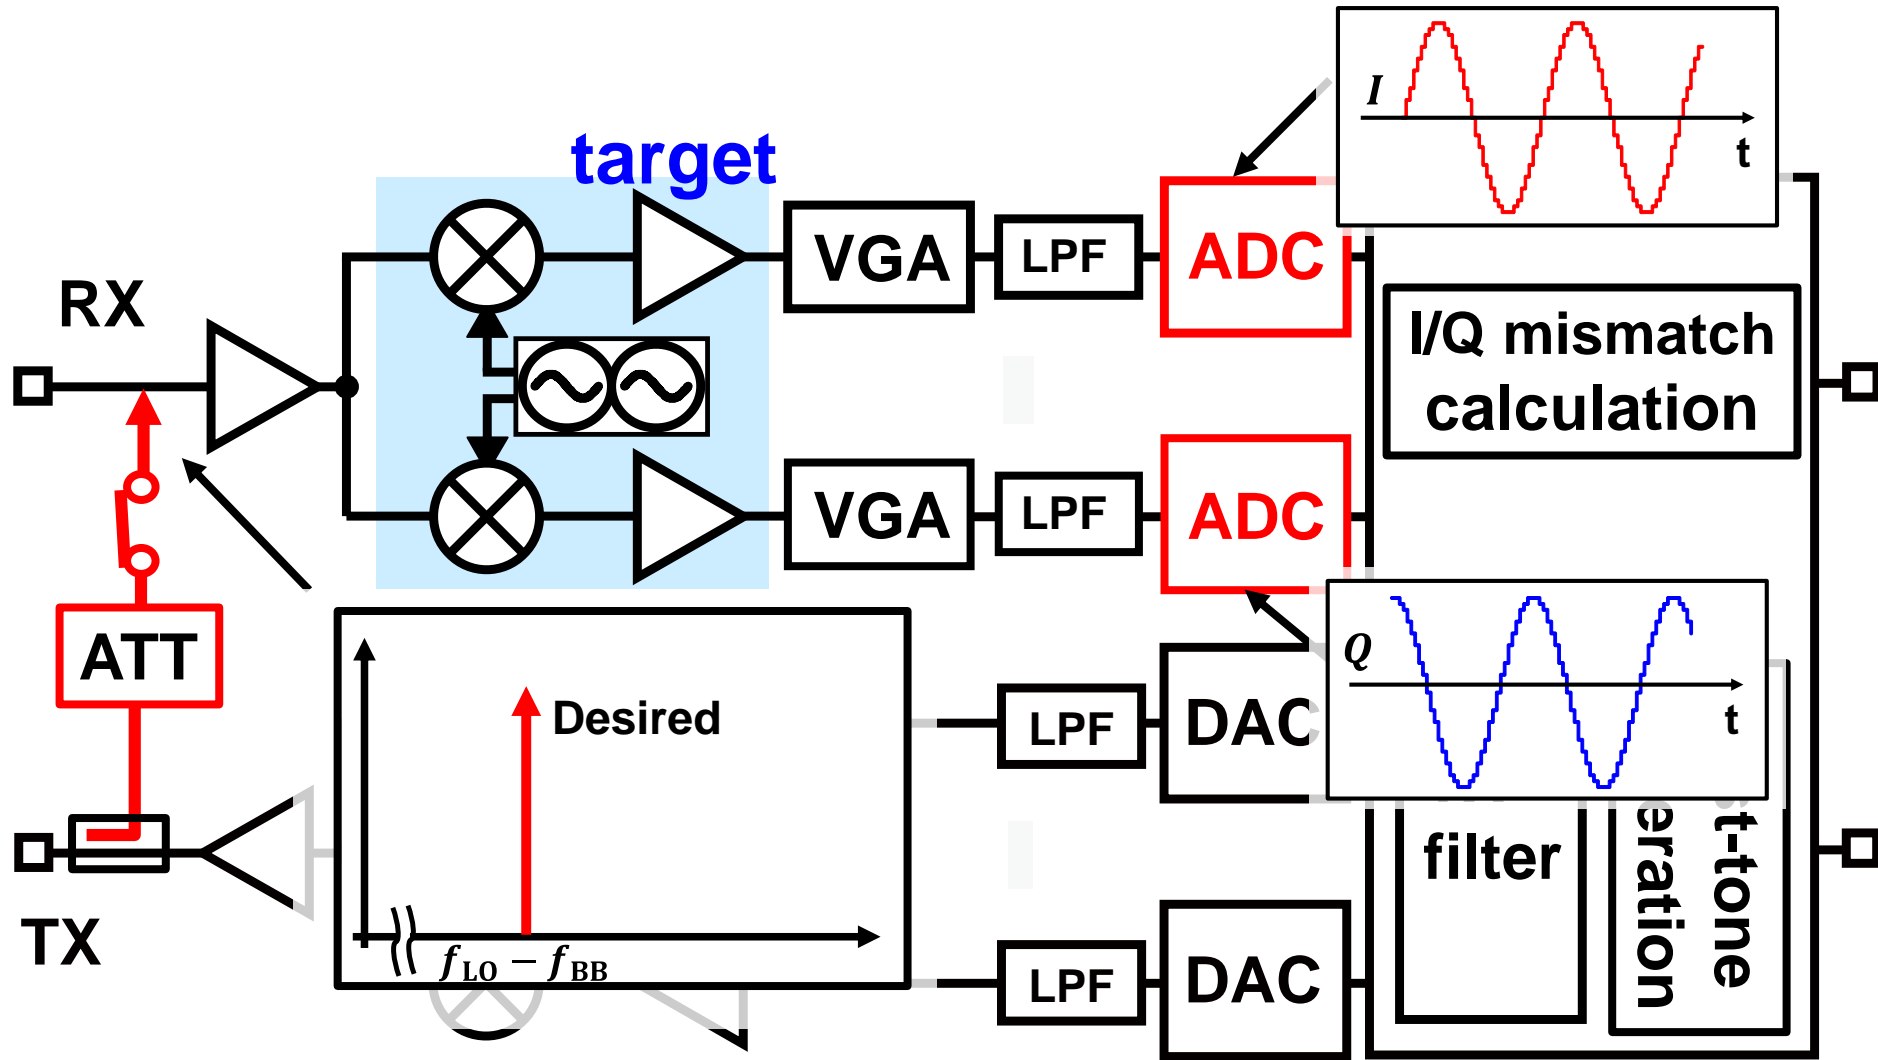 target
I
t
RX
VGA
LPF
ADC
I/Q mismatch
calculation
VGA
LPF
ADC
ATT
Desired
f_LO − f_BB
LPF
DAC
Q
t
filter
t-tone
eration
TX
LPF
DAC